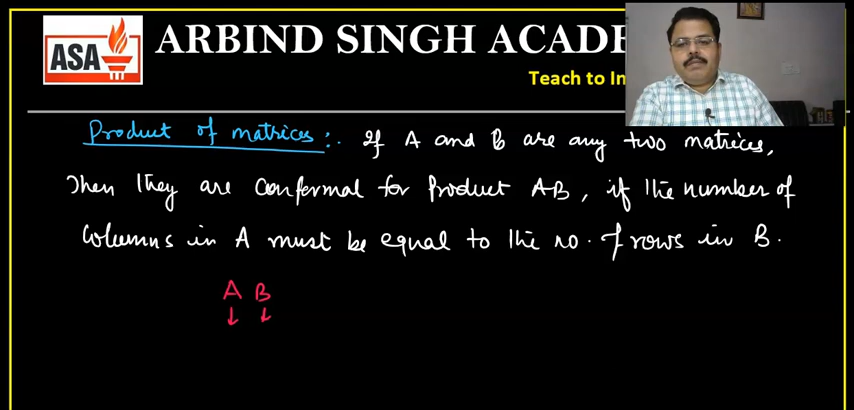 ASA
ARBIND SINGH ACADE
Teach to In
Product of matrices:- If A and B are any two matrices,
Then they are conformal for Product AB, if the number of
Columns in A must be equal to the no. of rows in B.
A B
↓ ↓